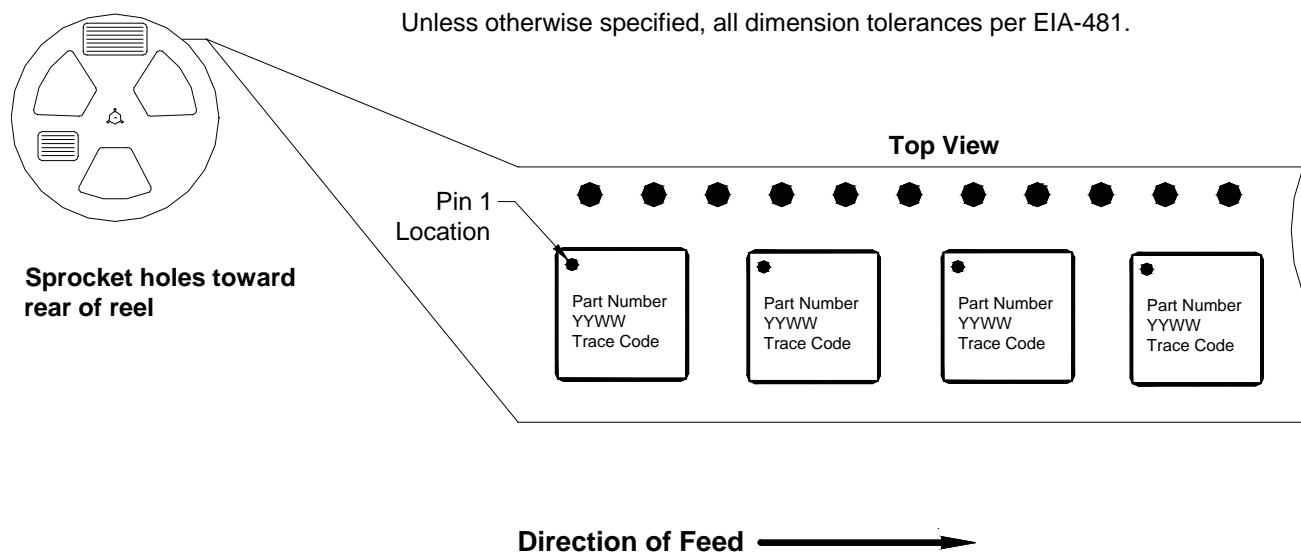 Unless otherwise specified, all dimension tolerances per EIA-481.
Top View
Pin 1
Location
Sprocket holes toward
rear of reel
Part Number
YYWW
Trace Code
Part Number
YYWW
Trace Code
Part Number
YYWW
Trace Code
Part Number
YYWW
Trace Code
Direction of Feed